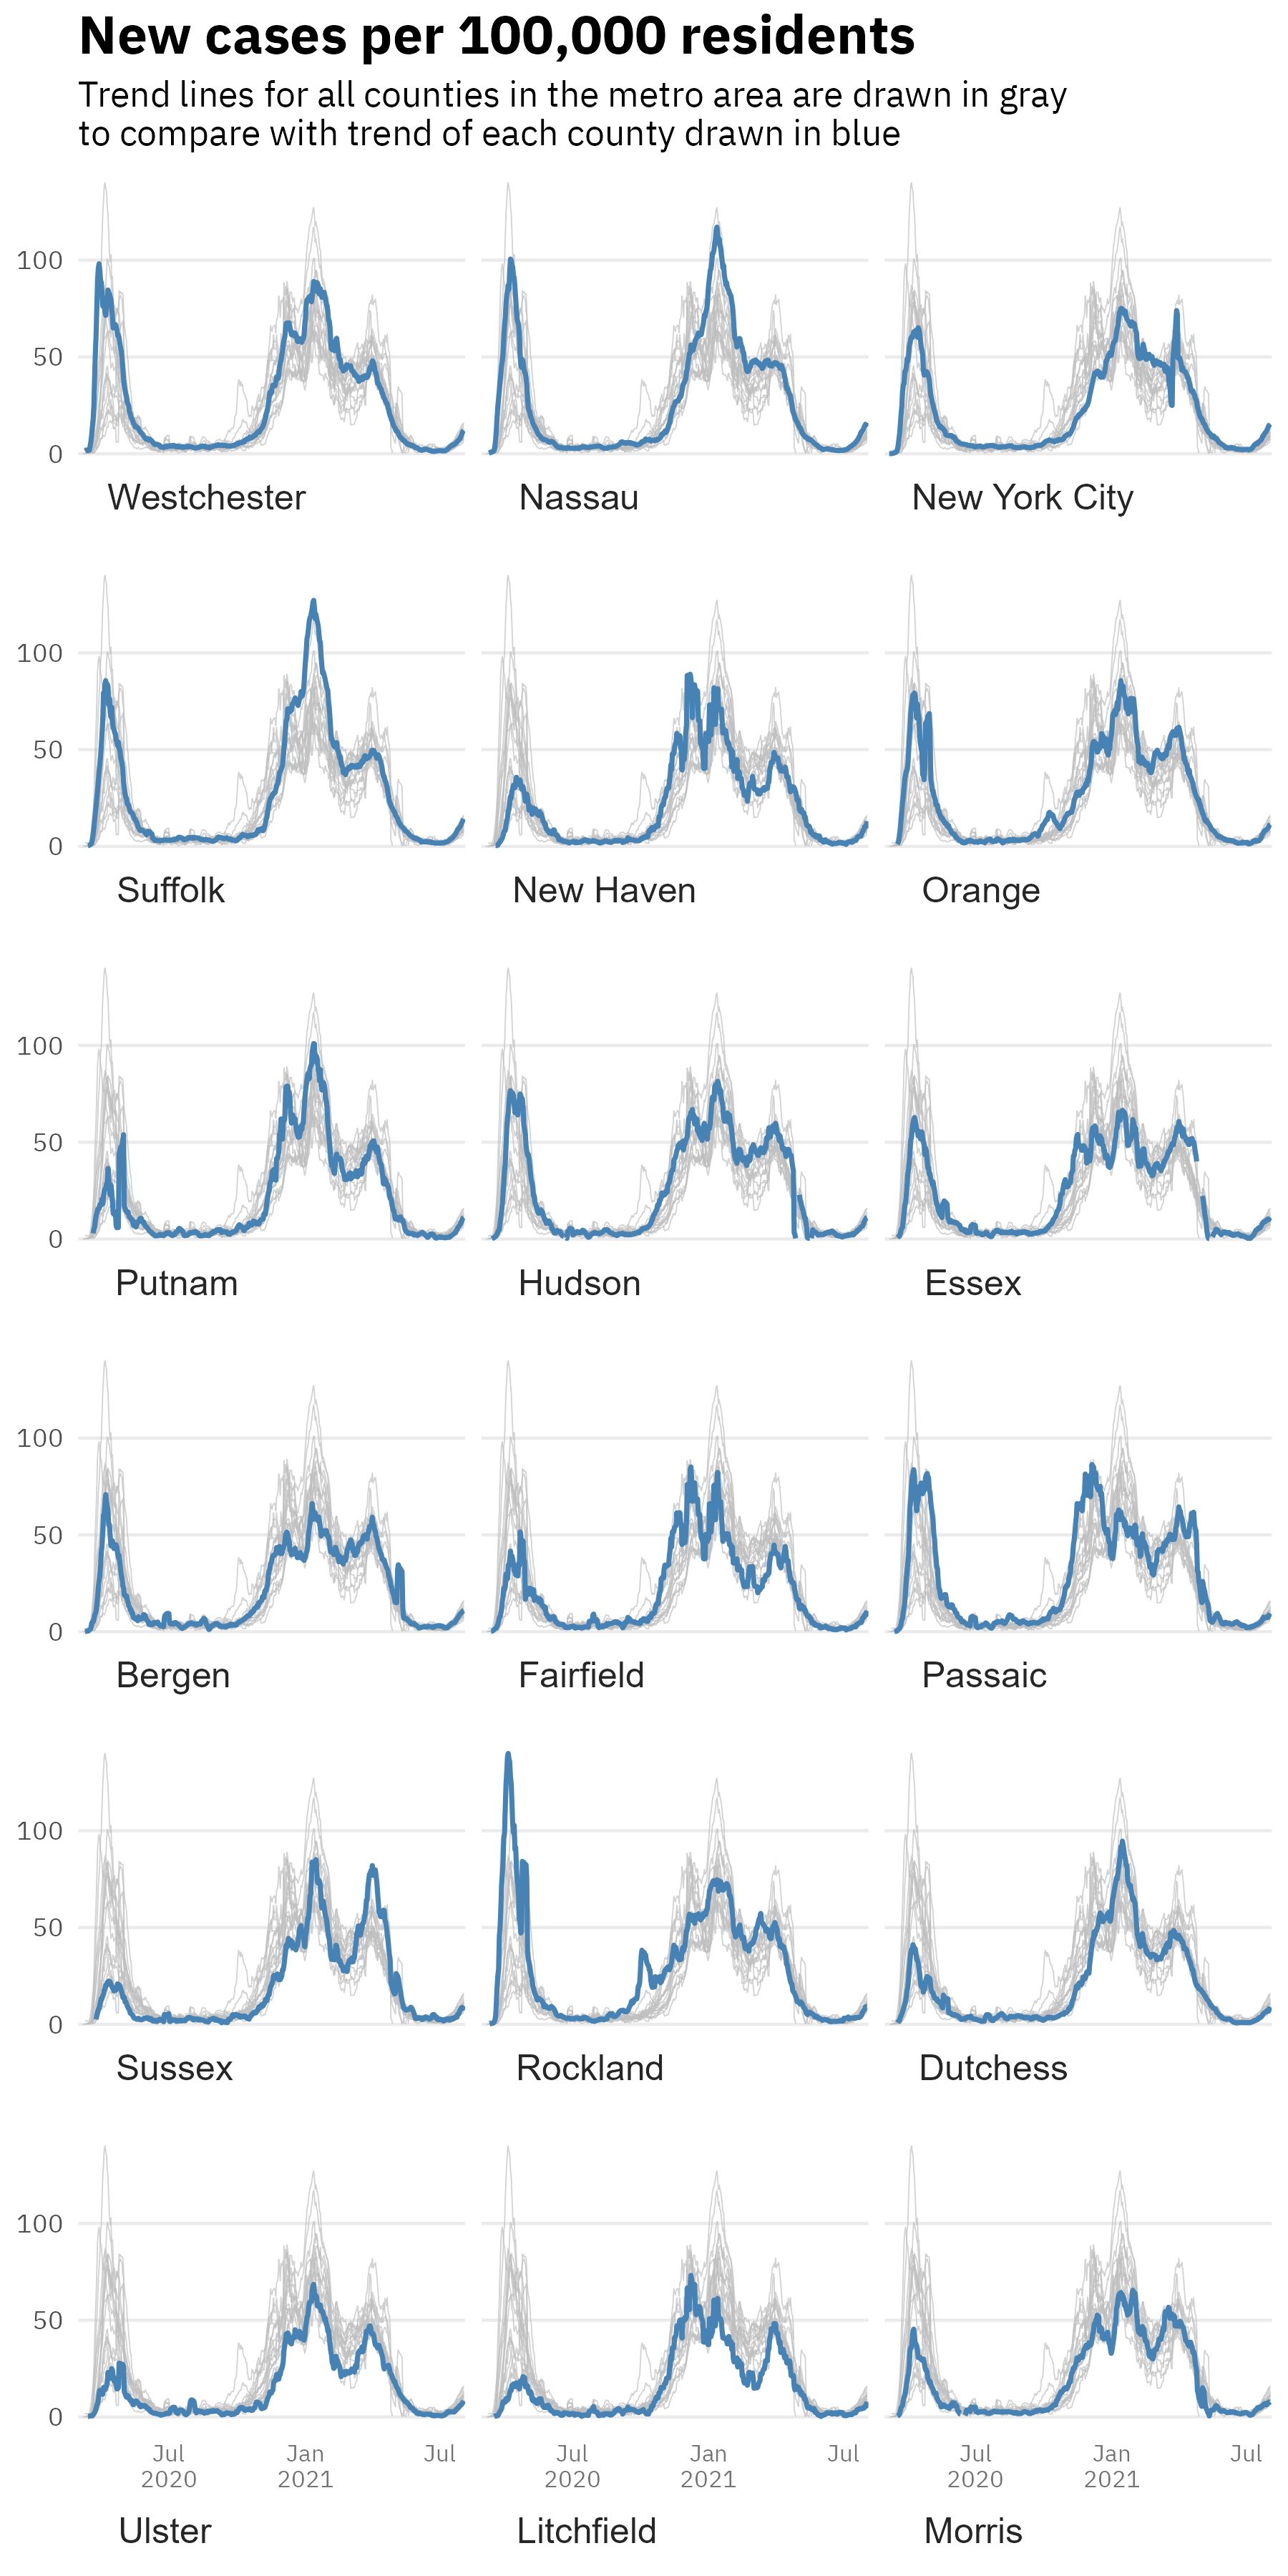 New cases per 100,000 residents
Trend lines for all counties in the metro area are drawn in gray
to compare with trend of each county drawn in blue
100
50
0
Westchester Nassau New York City
100
50
0
Suffolk New Haven Orange
100
50
0
Putnam Hudson Essex
100
50
0
Bergen Fairfield Passaic
100
50
0
Sussex Rockland Dutchess
100
50
0
Jul Jan Jul Jul Jan Jul Jul Jan Jul
2020 2021 2020 2021 2020 2021
Ulster Litchfield Morris